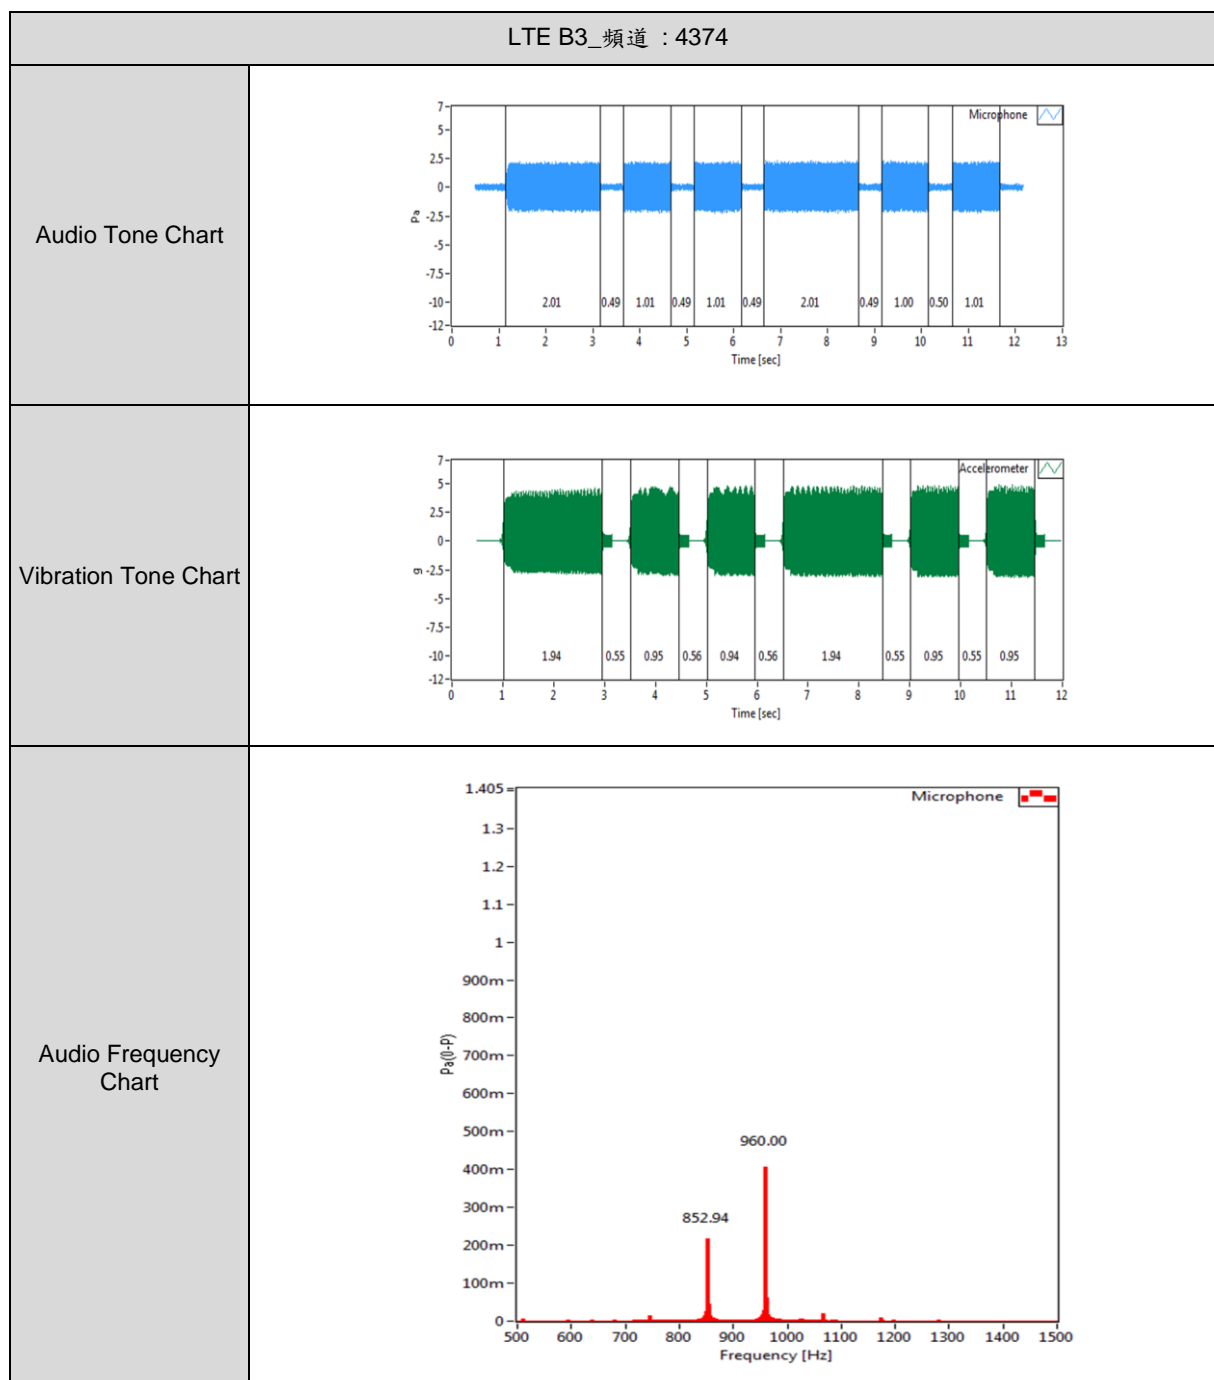 LTE B3_頻道 : 4374
Audio Tone Chart
Microphone
7
5
2.5
0
-2.5
-5
-7.5
-10
-12
Pa
2.01 0.49 1.01 0.49 1.01 0.49 2.01 0.49 1.00 0.50 1.01
0 1 2 3 4 5 6 7 8 9 10 11 12 13
Time [sec]
Vibration Tone Chart
Accelerometer
7
5
2.5
0
-2.5
-5
-7.5
-10
-12
g
1.94 0.55 0.95 0.56 0.94 0.56 1.94 0.55 0.95 0.55 0.95
0 1 2 3 4 5 6 7 8 9 10 11 12
Time [sec]
Audio Frequency
Chart
Microphone
1.405
1.3
1.2
1.1
1
900m
800m
700m
600m
500m
400m
300m
200m
100m
0
Pa(0-P)
960.00
852.94
500 600 700 800 900 1000 1100 1200 1300 1400 1500
Frequency [Hz]